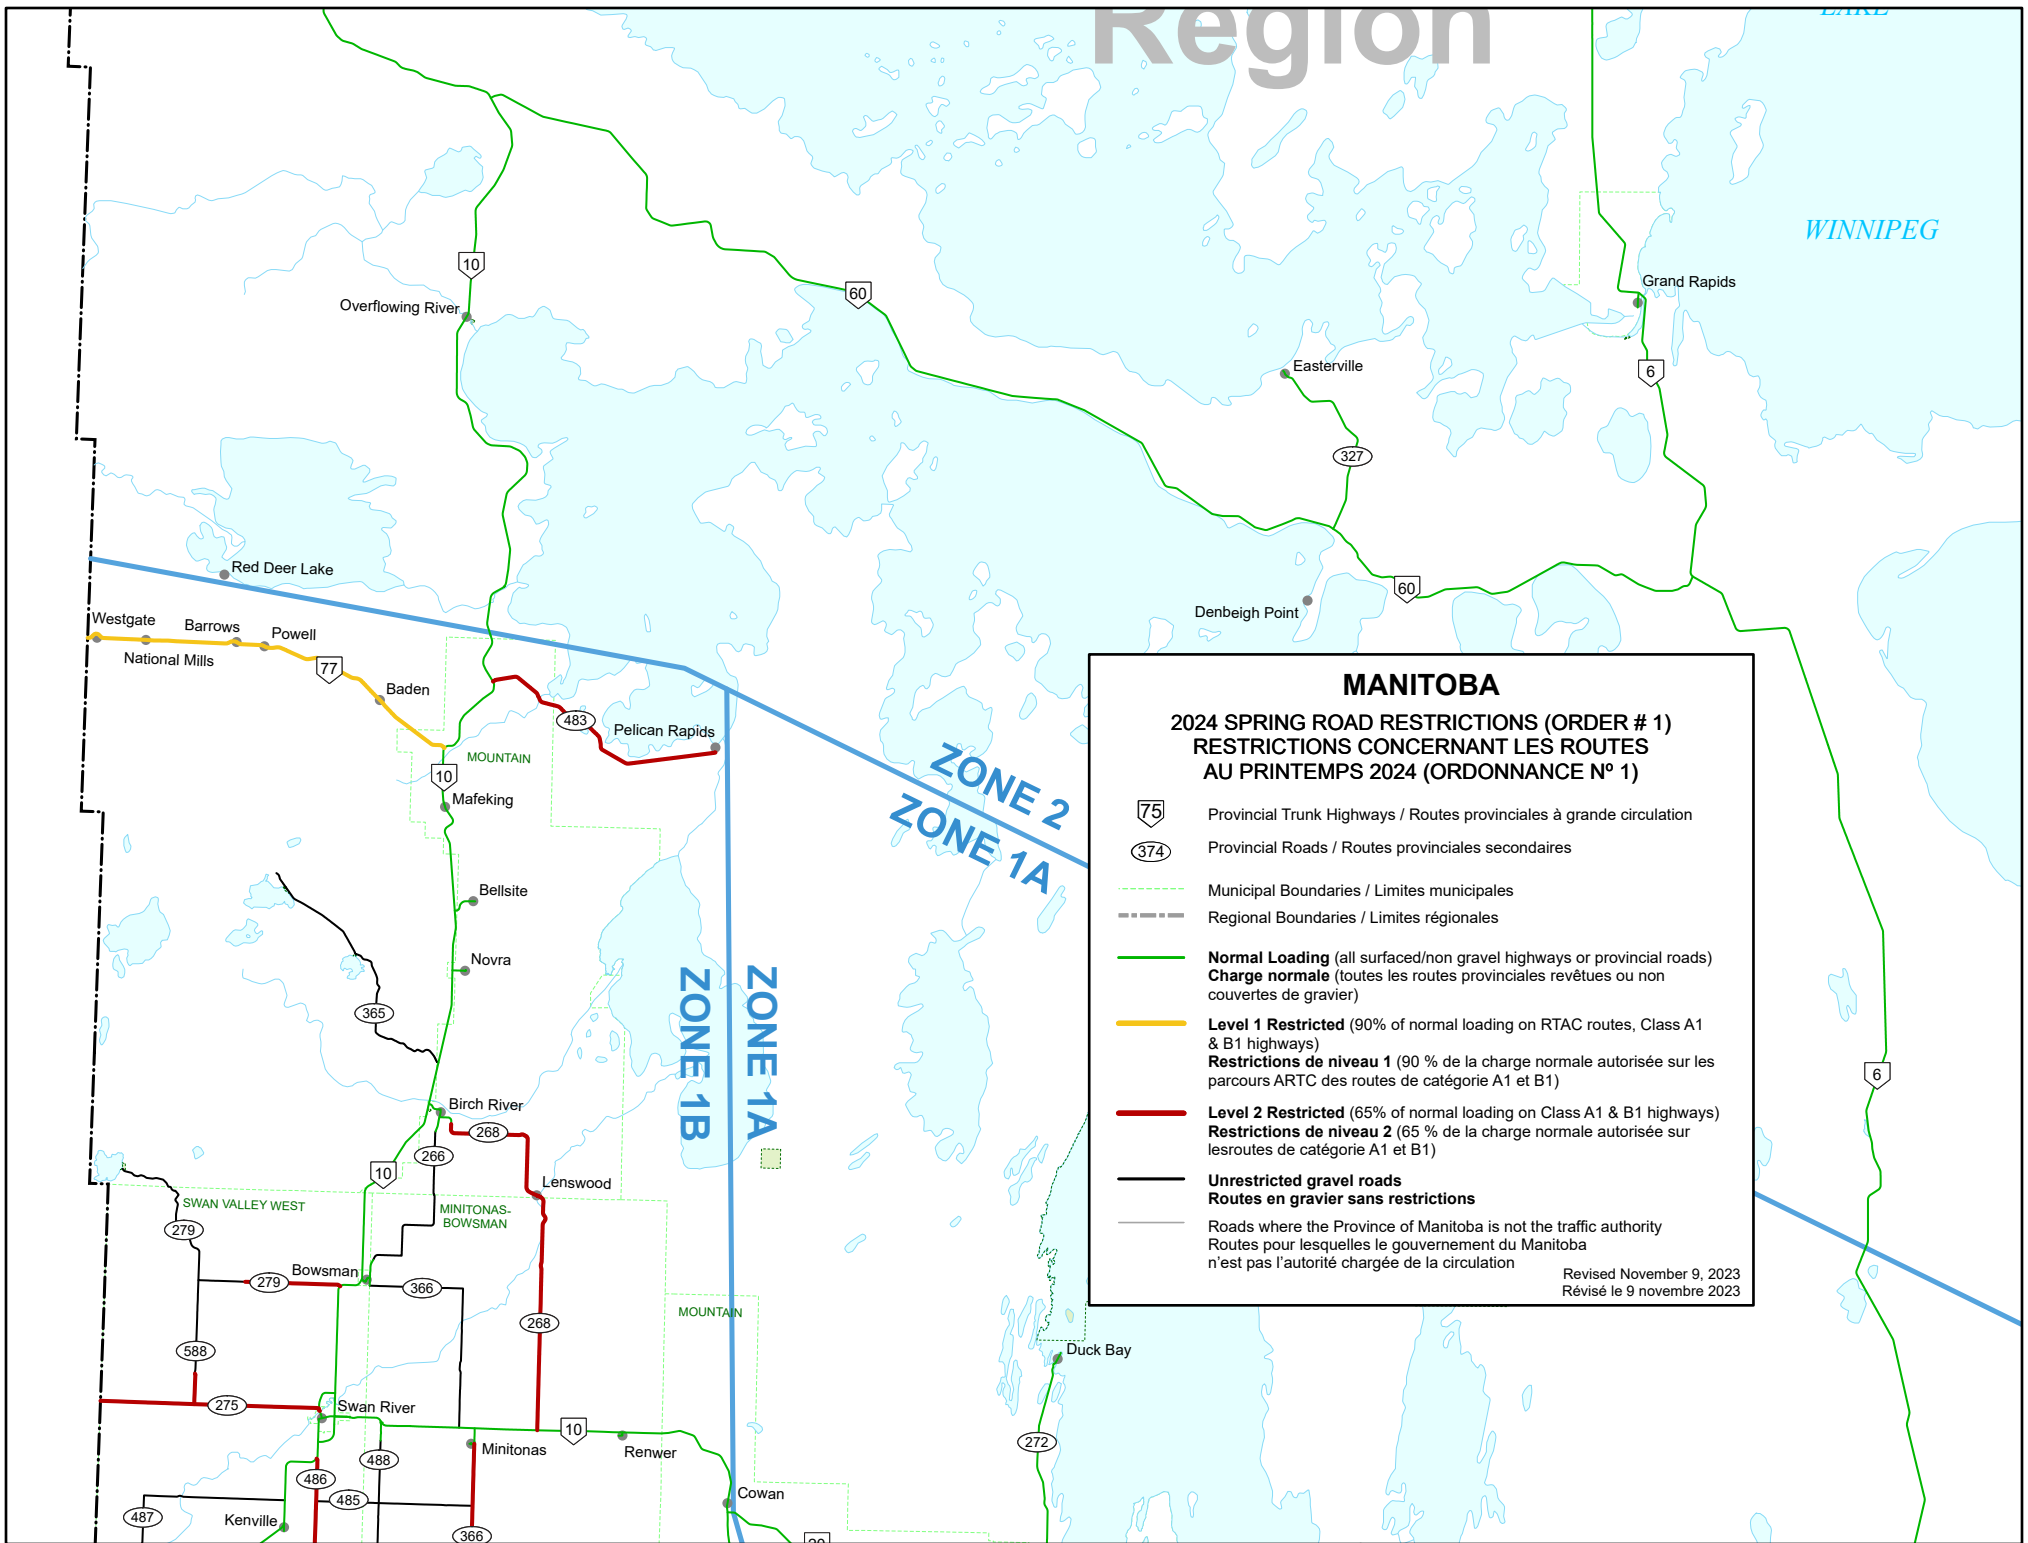 Region
LAKE
WINNIPEG
10
60
Grand Rapids
Overflowing River
6
Easterville
327
Red Deer Lake
60
Denbeigh Point
Westgate
Barrows
Powell
National Mills
77
Baden
483
Pelican Rapids
MOUNTAIN
10
Mafeking
ZONE 2
ZONE 1A
Bellsite
Novra
ZONE 1B
ZONE 1A
365
6
Birch River
268
266
10
Lenswood
SWAN VALLEY WEST
MINITONAS-
BOWSMAN
279
Bowsman
279
366
268
MOUNTAIN
588
Duck Bay
275
Swan River
10
Minitonas
Renwer
272
488
486
485
Cowan
487
Kenville
366
20
MANITOBA
2024 SPRING ROAD RESTRICTIONS (ORDER # 1)
RESTRICTIONS CONCERNANT LES ROUTES
AU PRINTEMPS 2024 (ORDONNANCE Nº 1)
75 Provincial Trunk Highways / Routes provinciales à grande circulation
374 Provincial Roads / Routes provinciales secondaires
Municipal Boundaries / Limites municipales
Regional Boundaries / Limites régionales
Normal Loading (all surfaced/non gravel highways or provincial roads)
Charge normale (toutes les routes provinciales revêtues ou non
couvertes de gravier)
Level 1 Restricted (90% of normal loading on RTAC routes, Class A1
& B1 highways)
Restrictions de niveau 1 (90 % de la charge normale autorisée sur les
parcours ARTC des routes de catégorie A1 et B1)
Level 2 Restricted (65% of normal loading on Class A1 & B1 highways)
Restrictions de niveau 2 (65 % de la charge normale autorisée sur
lesroutes de catégorie A1 et B1)
Unrestricted gravel roads
Routes en gravier sans restrictions
Roads where the Province of Manitoba is not the traffic authority
Routes pour lesquelles le gouvernement du Manitoba
n'est pas l'autorité chargée de la circulation
Revised November 9, 2023
Révisé le 9 novembre 2023